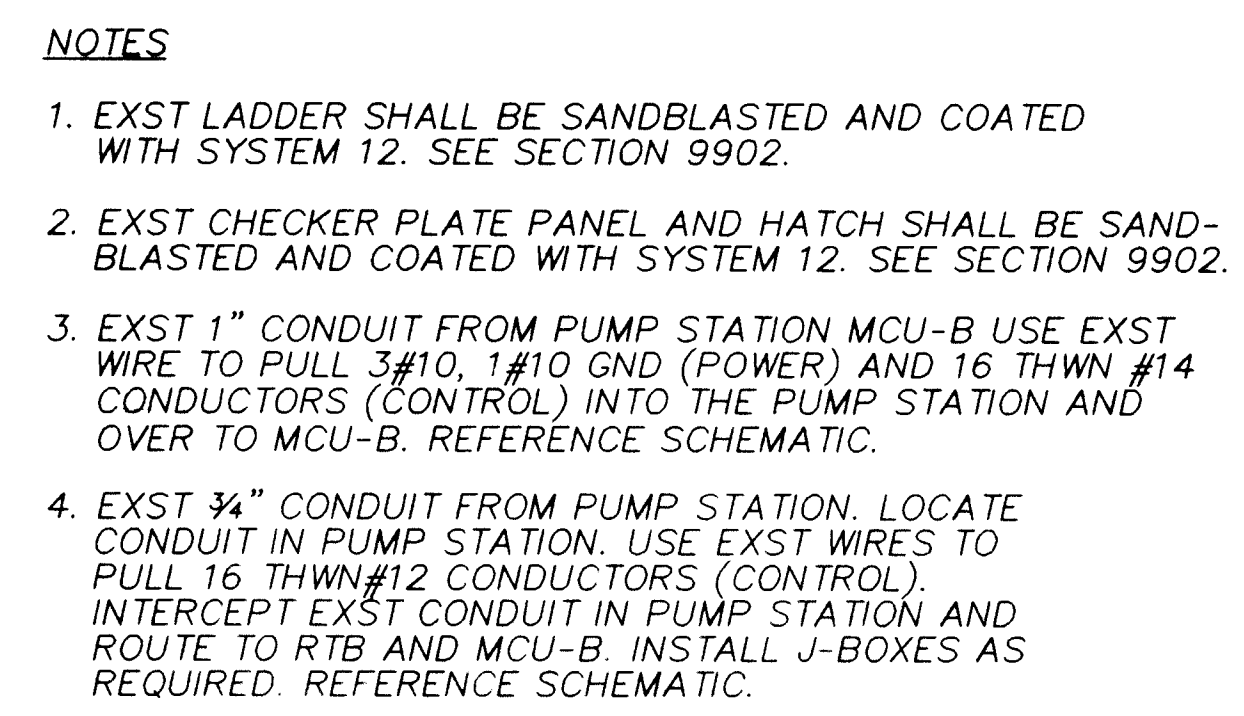 NOTES
1. EXST LADDER SHALL BE SANDBLASTED AND COATED
WITH SYSTEM 12. SEE SECTION 9902.
2. EXST CHECKER PLATE PANEL AND HATCH SHALL BE SAND-
BLASTED AND COATED WITH SYSTEM 12. SEE SECTION 9902.
3. EXST 1" CONDUIT FROM PUMP STATION MCU-B USE EXST
WIRE TO PULL 3#10, 1#10 GND (POWER) AND 16 THWN #14
CONDUCTORS (CONTROL) INTO THE PUMP STATION AND
OVER TO MCU-B. REFERENCE SCHEMATIC.
4. EXST ¾" CONDUIT FROM PUMP STATION. LOCATE
CONDUIT IN PUMP STATION. USE EXST WIRES TO
PULL 16 THWN#12 CONDUCTORS (CONTROL).
INTERCEPT EXST CONDUIT IN PUMP STATION AND
ROUTE TO RTB AND MCU-B. INSTALL J-BOXES AS
REQUIRED. REFERENCE SCHEMATIC.